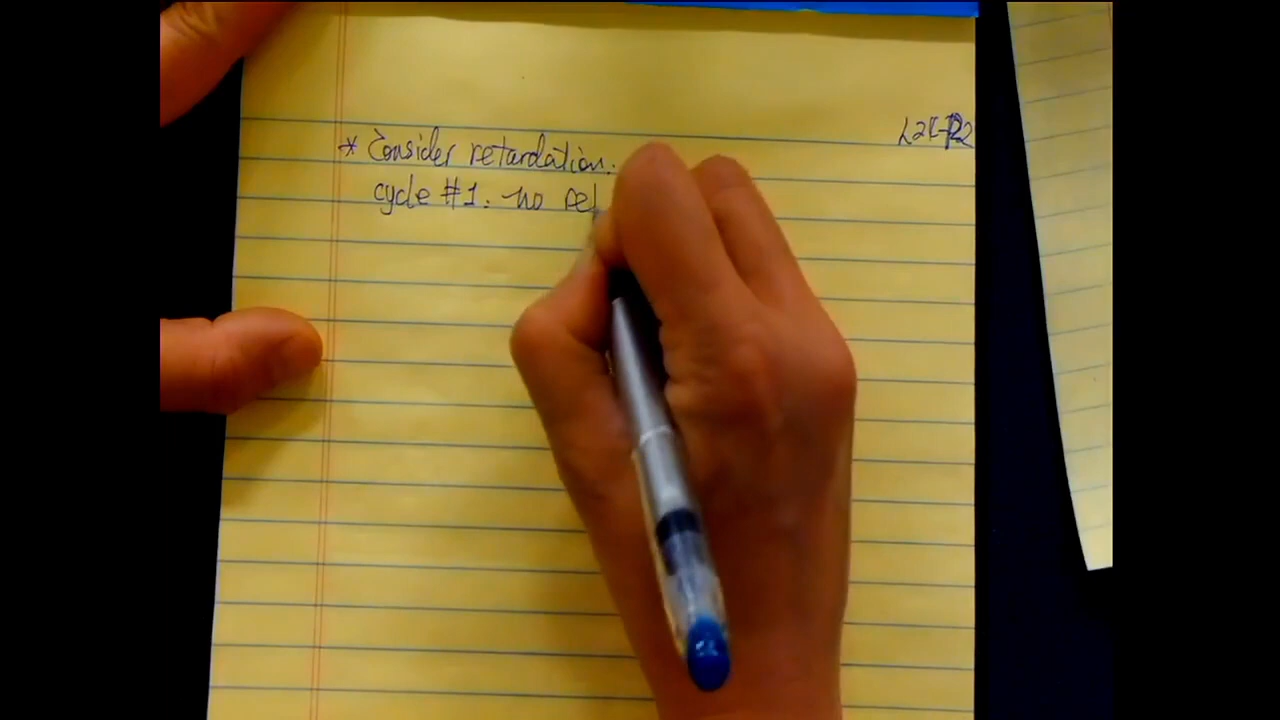 * Consider retardation.
cycle #1. no